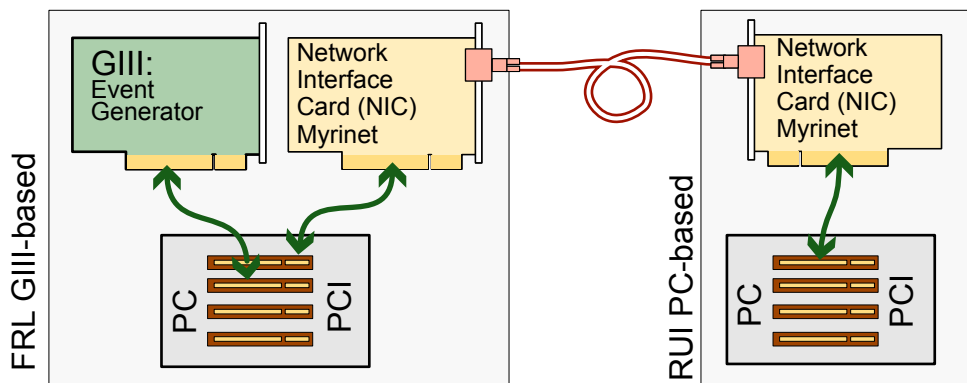 FRL GIII-based
GIII:
Event
Generator
Network
Interface
Card (NIC)
Myrinet
PC
PCI
RUI PC-based
Network
Interface
Card (NIC)
Myrinet
PC
PCI